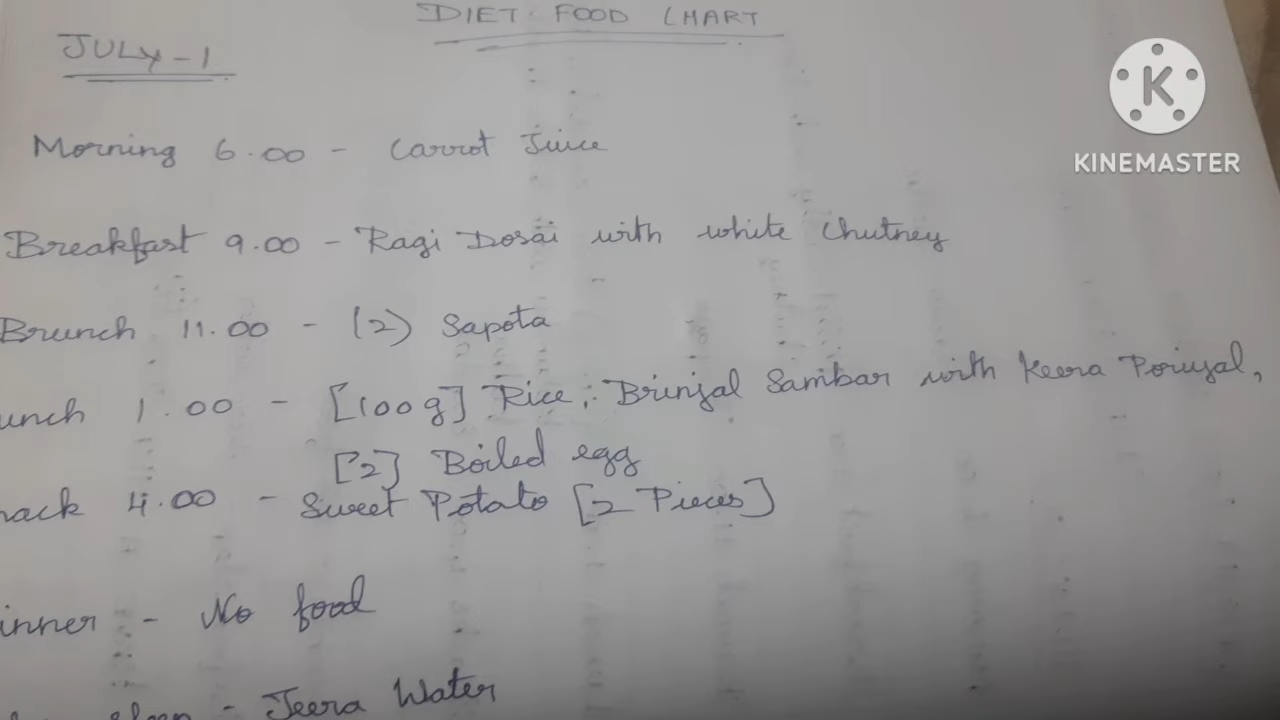 DIET FOOD CHART
JULY-1
K
KINEMASTER
Morning 6.00 - Carrot Juice
Breakfast 9.00 - Ragi Dosai with white Chutney
Brunch 11.00 - (2) Sapota
unch 1.00 - [100g] Rice, Brinjal Sambar with Keera Poriyal,
[2] Boiled egg
nack 4.00 - Sweet Potato [2 Pieces]
inner - No food
- Jeera Water